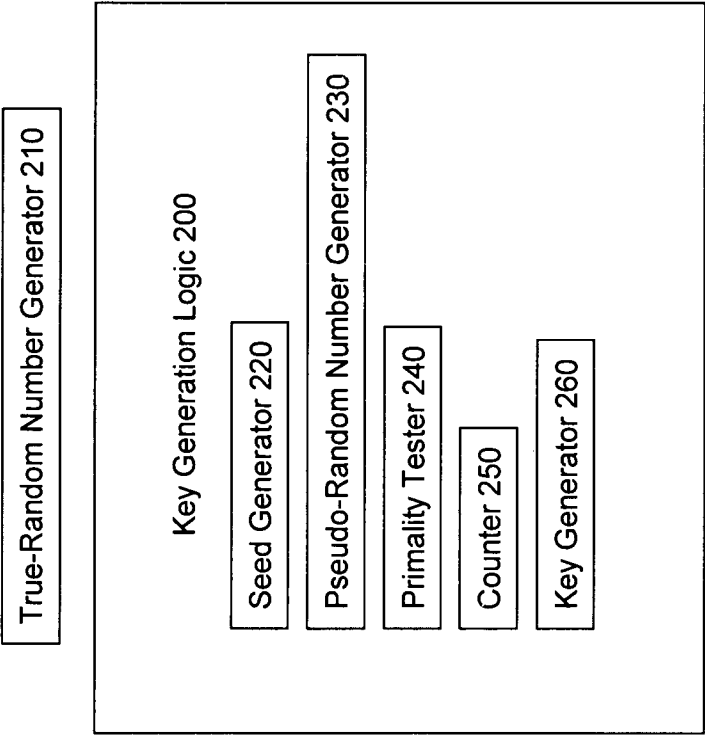 True-Random Number Generator 210
Key Generation Logic 200
Seed Generator 220
Pseudo-Random Number Generator 230
Primality Tester 240
Counter 250
Key Generator 260